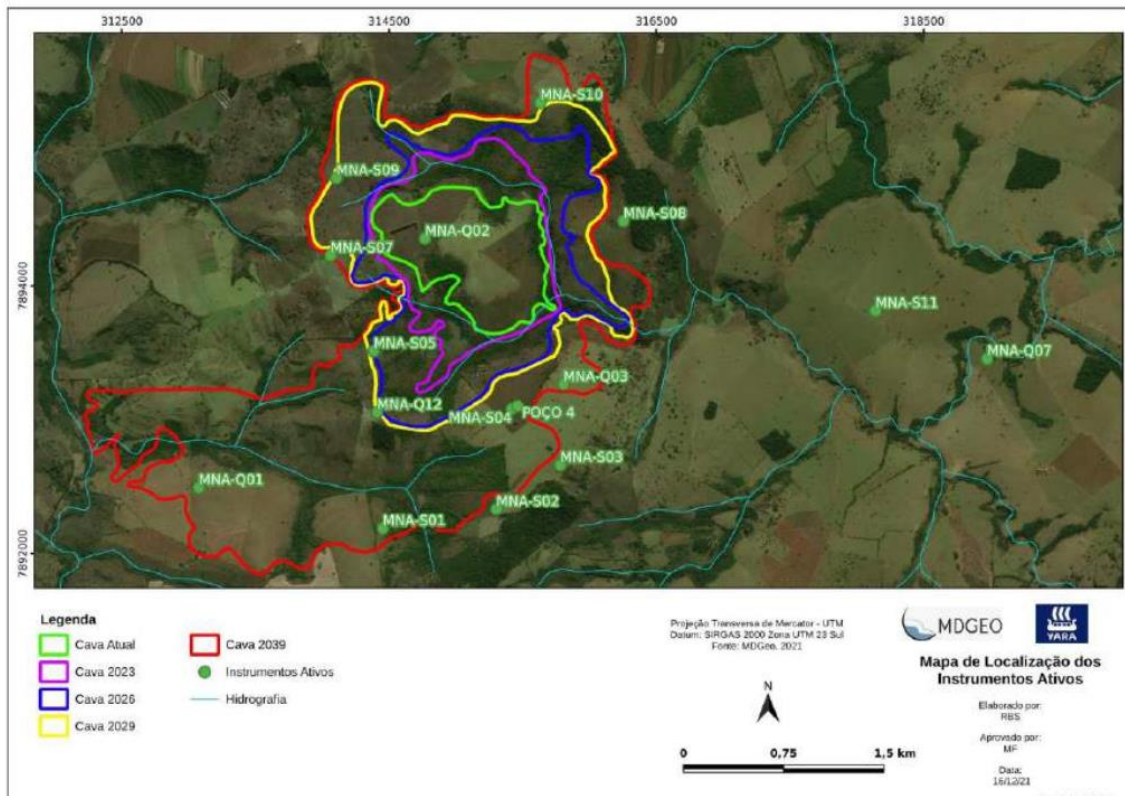 312500 314500 316500 318500
MNA-S10
MNA-S09
MNA-S08
MNA-Q02
MNA-S07
7894000
MNA-S11
MNA-S05
MNA-Q07
MNA-Q03
MNA-Q12
MNA-S04 POÇO 4
MNA-S03
MNA-Q01
MNA-S02
MNA-S01
7892000
Legenda
Cava Atual
Cava 2023
Cava 2026
Cava 2029
Cava 2039
Instrumentos Ativos
Hidrografia
Projeção Transversa de Mercator - UTM
Datum: SIRGAS 2000 Zona UTM 23 Sul
Fonte: MDGeo, 2021
N
0 0,75 1,5 km
MDGEO
YARA
Mapa de Localização dos
Instrumentos Ativos
Elaborado por:
RBS
Aprovado por:
MF
Data:
16/12/21